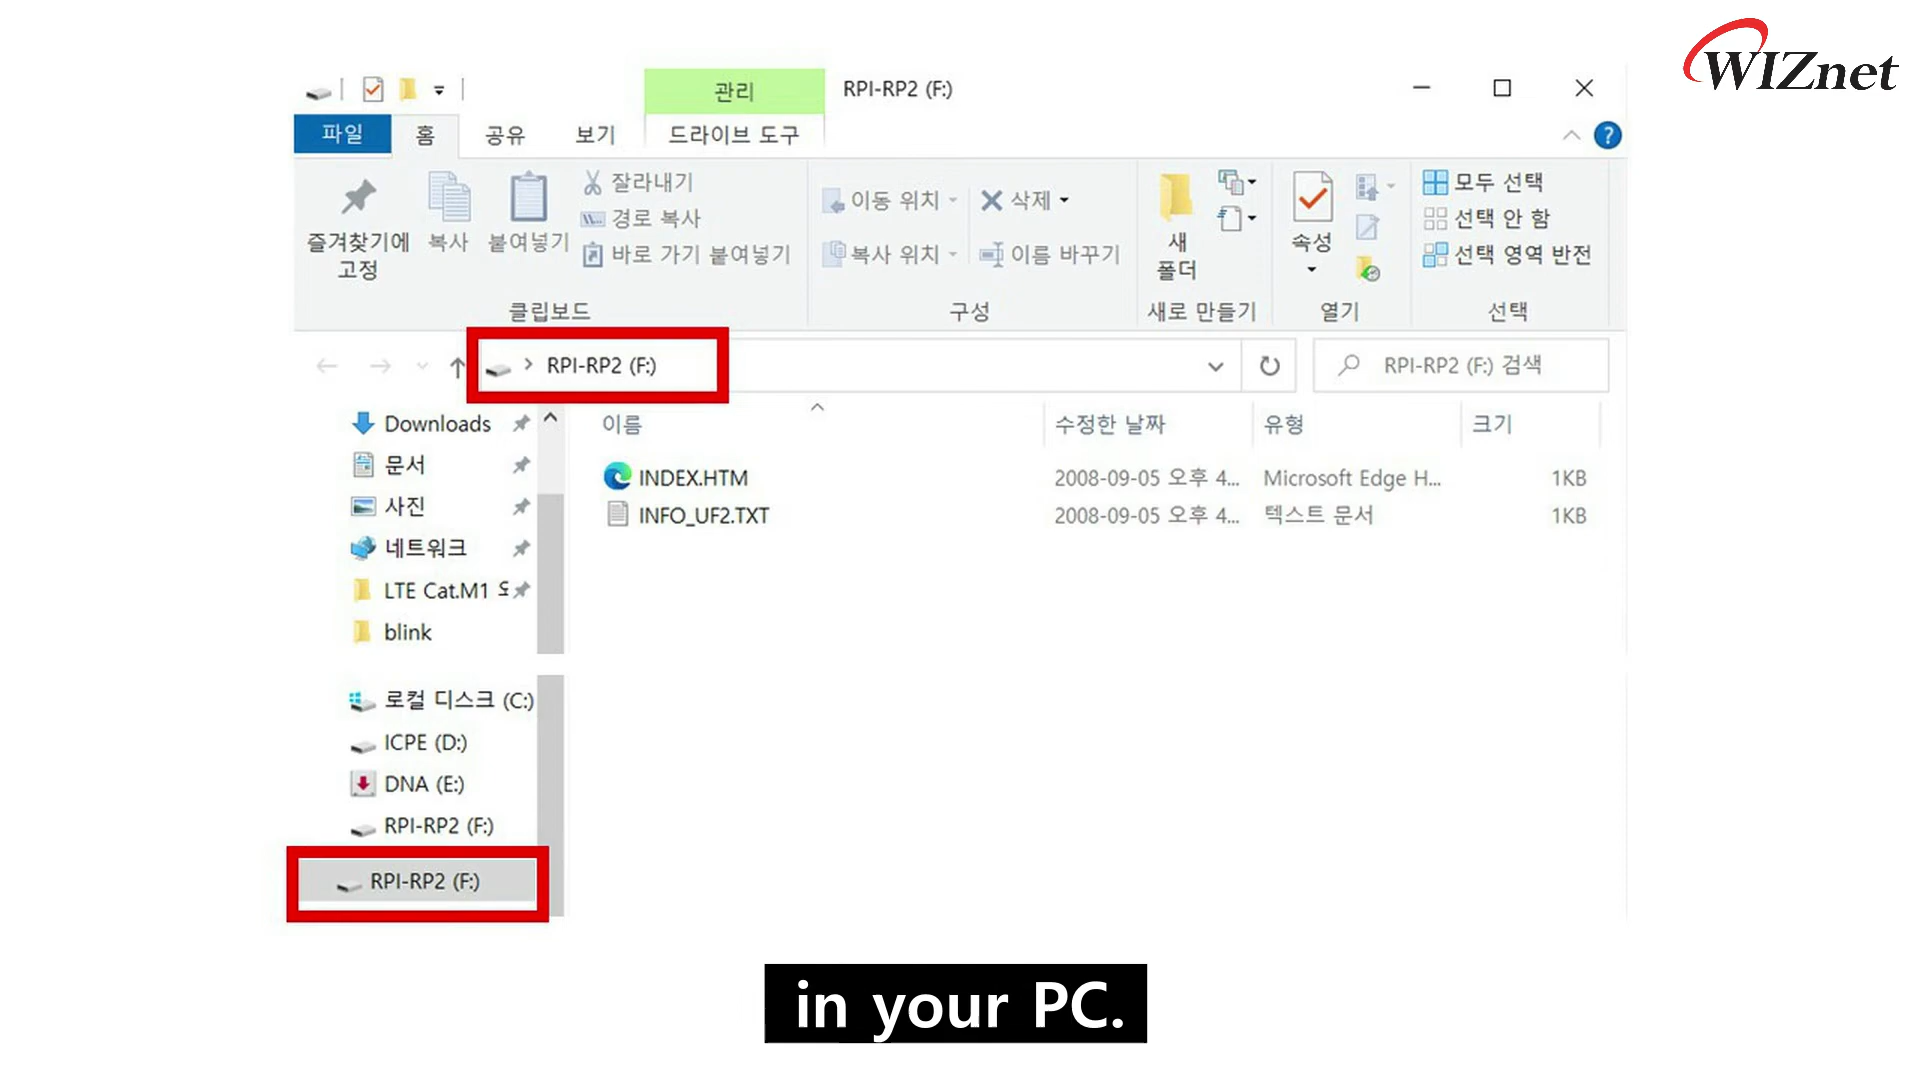 WIZnet
관리
RPI-RP2 (F:)
파일
홈
공유
보기
드라이브 도구
즐겨찾기에
고정
복사
붙여넣기
잘라내기
경로 복사
바로 가기 붙여넣기
클립보드
이동 위치
삭제
복사 위치
이름 바꾸기
구성
새
폴더
새로 만들기
속성
열기
모두 선택
선택 안 함
선택 영역 반전
선택
RPI-RP2 (F:)
RPI-RP2 (F:) 검색
이름
수정한 날짜
유형
크기
INDEX.HTM
2008-09-05 오후 4...
Microsoft Edge H...
1KB
INFO_UF2.TXT
2008-09-05 오후 4...
텍스트 문서
1KB
Downloads
문서
사진
네트워크
LTE Cat.M1
blink
로컬 디스크 (C:)
ICPE (D:)
DNA (E:)
RPI-RP2 (F:)
RPI-RP2 (F:)
in your PC.